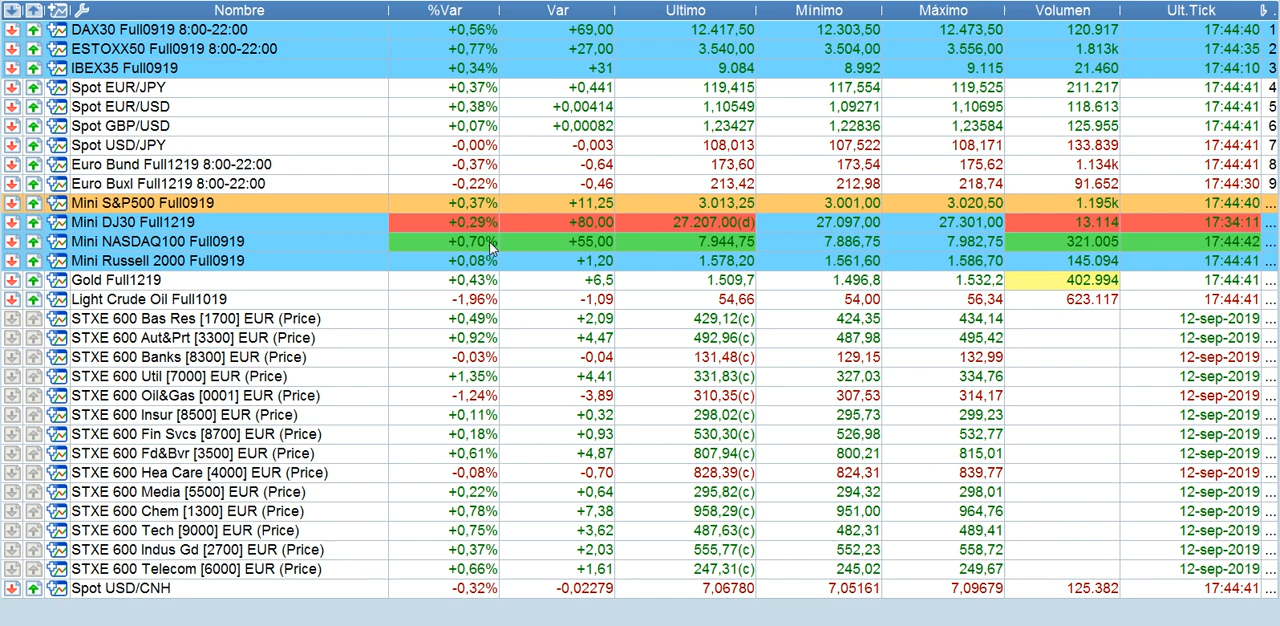 Nombre %Var Var Ultimo Mínimo Máximo Volumen Ult.Tick
DAX30 Full0919 8:00-22:00 +0,56% +69,00 12.417,50 12.303,50 12.473,50 120.917 17:44:40 1
ESTOXX50 Full0919 8:00-22:00 +0,77% +27,00 3.540,00 3.504,00 3.556,00 1.813k 17:44:35 2
IBEX35 Full0919 +0,34% +31 9.084 8.992 9.115 21.460 17:44:10 3
Spot EUR/JPY +0,37% +0,441 119,415 117,554 119,525 211.217 17:44:41 4
Spot EUR/USD +0,38% +0,00414 1,10549 1,09271 1,10695 118.613 17:44:41 5
Spot GBP/USD +0,07% +0,00082 1,23427 1,22836 1,23584 125.955 17:44:41 6
Spot USD/JPY -0,00% -0,003 108,013 107,522 108,171 133.839 17:44:41 7
Euro Bund Full1219 8:00-22:00 -0,37% -0,64 173,60 173,54 175,62 1.134k 17:44:41 8
Euro Buxl Full1219 8:00-22:00 -0,22% -0,46 213,42 212,98 218,74 91.652 17:44:30 9
Mini S&P500 Full0919 +0,37% +11,25 3.013,25 3.001,00 3.020,50 1.195k 17:44:40 ...
Mini DJ30 Full1219 +0,29% +80,00 27.207,00(d) 27.097,00 27.301,00 13.114 17:34:11 ...
Mini NASDAQ100 Full0919 +0,70% +55,00 7.944,75 7.886,75 7.982,75 321.005 17:44:42 ...
Mini Russell 2000 Full0919 +0,08% +1,20 1.578,20 1.561,60 1.586,70 145.094 17:44:41 ...
Gold Full1219 +0,43% +6,5 1.509,7 1.496,8 1.532,2 402.994 17:44:41 ...
Light Crude Oil Full1019 -1,96% -1,09 54,66 54,00 56,34 623.117 17:44:41 ...
STXE 600 Bas Res [1700] EUR (Price) +0,49% +2,09 429,12(c) 424,35 434,14 12-sep-2019 ...
STXE 600 Aut&Prt [3300] EUR (Price) +0,92% +4,47 492,96(c) 487,98 495,42 12-sep-2019 ...
STXE 600 Banks [8300] EUR (Price) -0,03% -0,04 131,48(c) 129,15 132,99 12-sep-2019 ...
STXE 600 Util [7000] EUR (Price) +1,35% +4,41 331,83(c) 327,03 334,76 12-sep-2019 ...
STXE 600 Oil&Gas [0001] EUR (Price) -1,24% -3,89 310,35(c) 307,53 314,17 12-sep-2019 ...
STXE 600 Insur [8500] EUR (Price) +0,11% +0,32 298,02(c) 295,73 299,23 12-sep-2019 ...
STXE 600 Fin Svcs [8700] EUR (Price) +0,18% +0,93 530,30(c) 526,98 532,77 12-sep-2019 ...
STXE 600 Fd&Bvr [3500] EUR (Price) +0,61% +4,87 807,94(c) 800,21 815,01 12-sep-2019 ...
STXE 600 Hea Care [4000] EUR (Price) -0,08% -0,70 828,39(c) 824,31 839,77 12-sep-2019 ...
STXE 600 Media [5500] EUR (Price) +0,22% +0,64 295,82(c) 294,32 298,01 12-sep-2019 ...
STXE 600 Chem [1300] EUR (Price) +0,78% +7,38 958,29(c) 951,00 964,76 12-sep-2019 ...
STXE 600 Tech [9000] EUR (Price) +0,75% +3,62 487,63(c) 482,31 489,41 12-sep-2019 ...
STXE 600 Indus Gd [2700] EUR (Price) +0,37% +2,03 555,77(c) 552,23 558,72 12-sep-2019 ...
STXE 600 Telecom [6000] EUR (Price) +0,66% +1,61 247,31(c) 245,02 249,67 12-sep-2019 ...
Spot USD/CNH -0,32% -0,02279 7,06780 7,05161 7,09679 125.382 17:44:41 ...